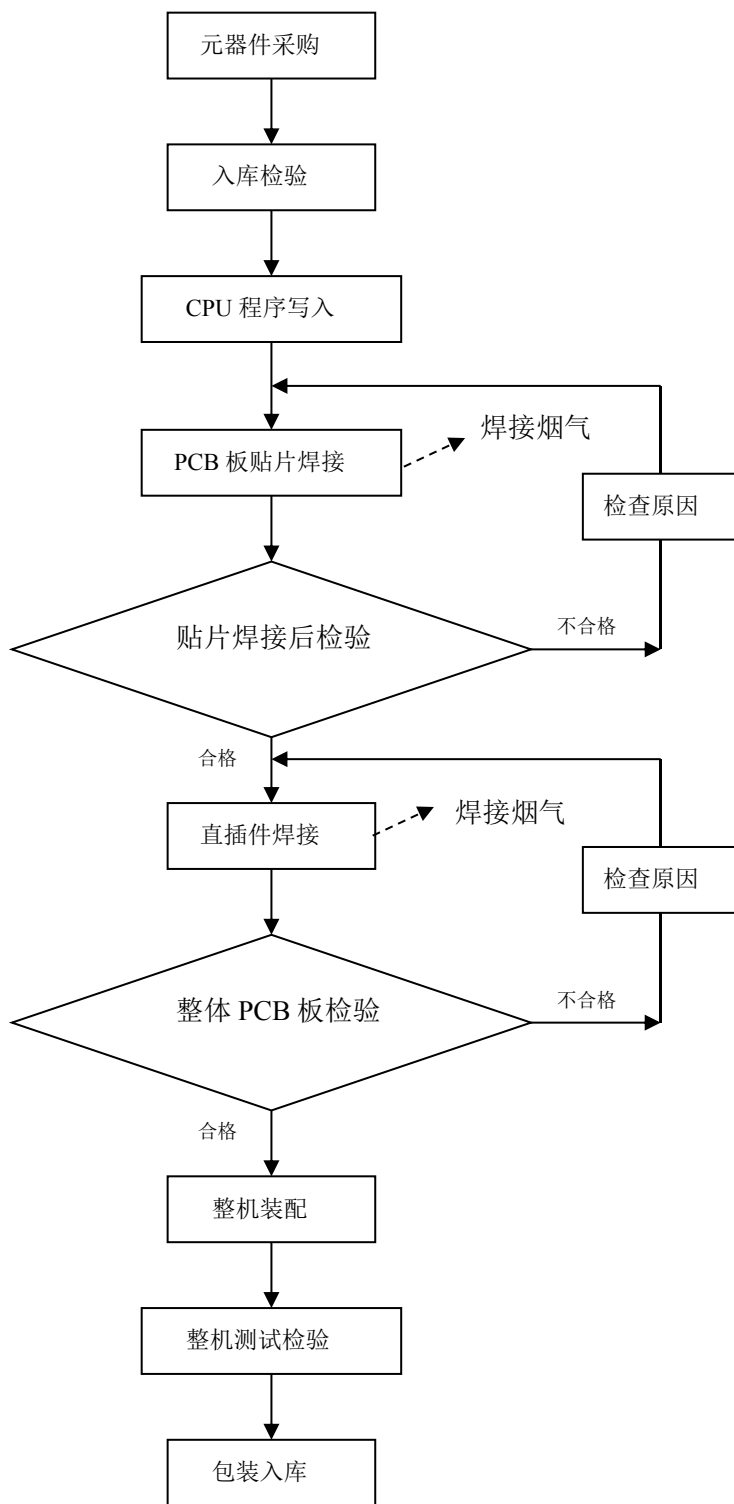 元器件采购
入库检验
CPU 程序写入
焊接烟气
PCB 板贴片焊接
检查原因
贴片焊接后检验
不合格
合格
焊接烟气
直插件焊接
检查原因
整体 PCB 板检验
不合格
合格
整机装配
整机测试检验
包装入库